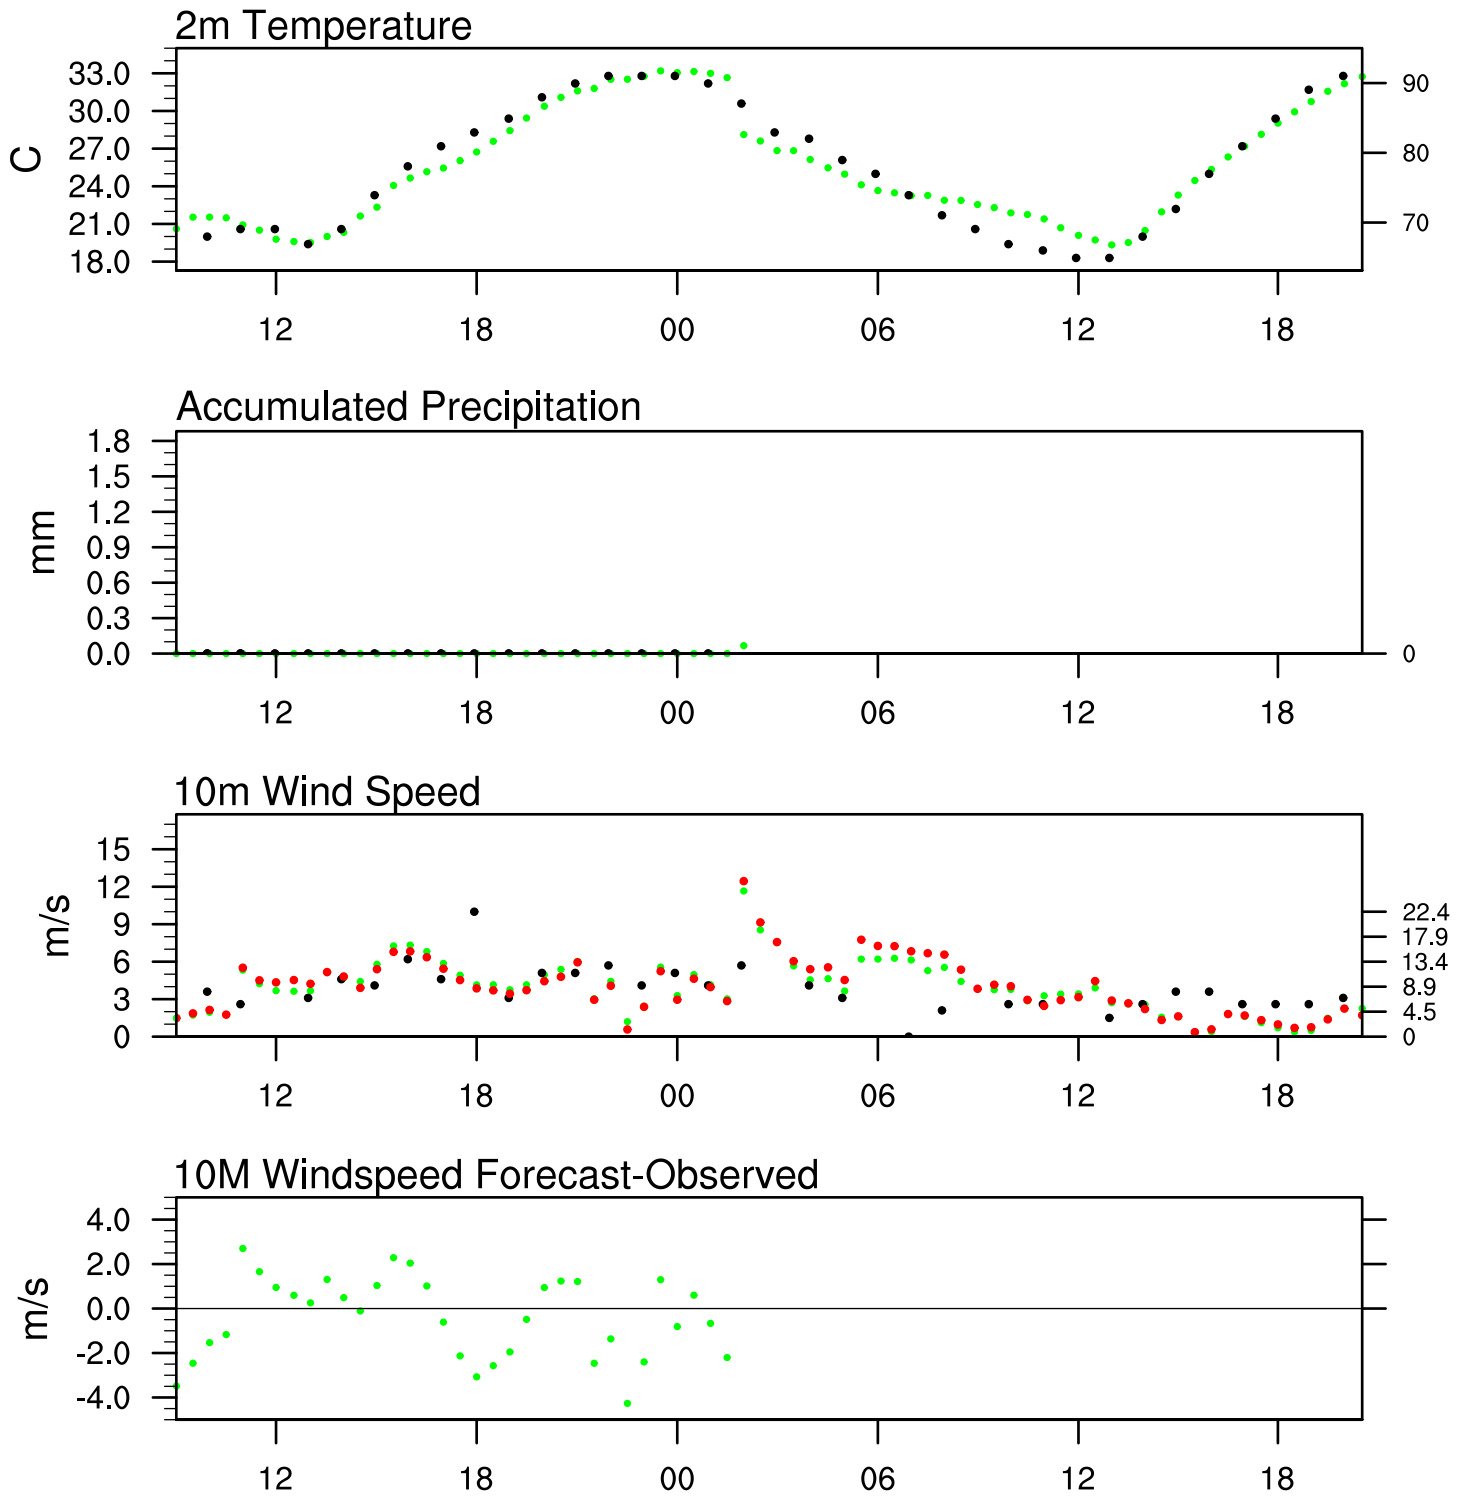 2m Temperature
33.0
30.0
27.0
24.0
21.0
18.0
C
90
80
70
12 18 00 06 12 18
Accumulated Precipitation
1.8
1.5
1.2
0.9
0.6
0.3
0.0
mm
0
12 18 00 06 12 18
10m Wind Speed
15
12
9
6
3
0
m/s
22.4
17.9
13.4
8.9
4.5
0
12 18 00 06 12 18
10M Windspeed Forecast-Observed
4.0
2.0
0.0
-2.0
-4.0
m/s
12 18 00 06 12 18